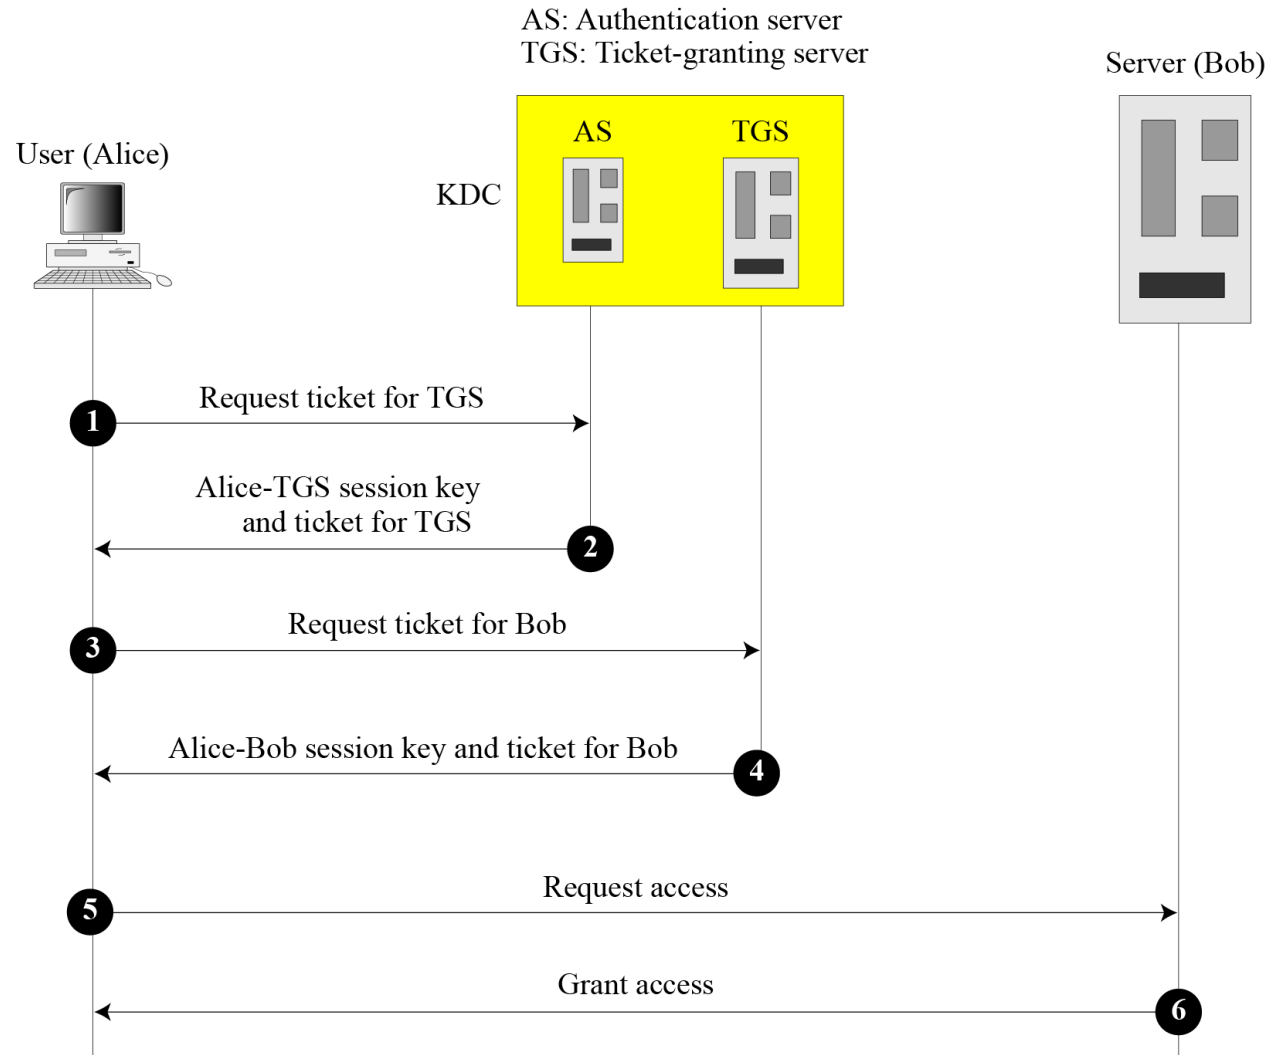 AS: Authentication server
TGS: Ticket-granting server
Server (Bob)
AS
TGS
User (Alice)
KDC
Request ticket for TGS
1
Alice-TGS session key
and ticket for TGS
2
Request ticket for Bob
3
Alice-Bob session key and ticket for Bob
4
Request access
5
Grant access
6